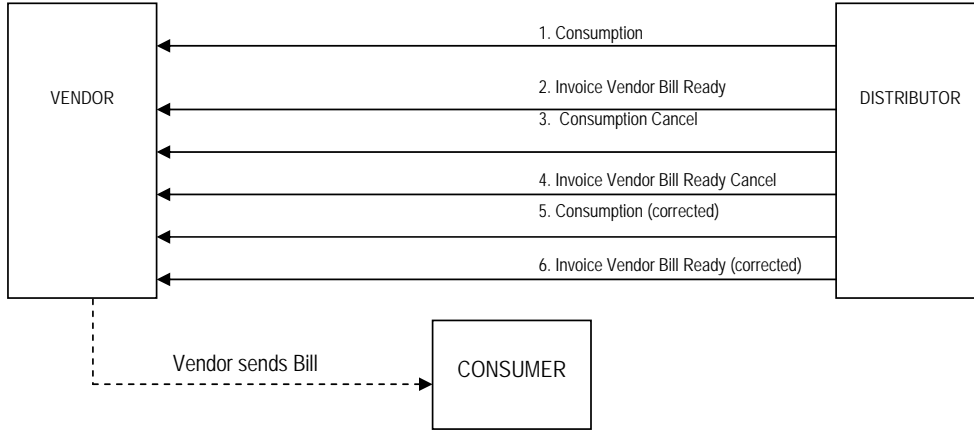 1. Consumption
VENDOR
2. Invoice Vendor Bill Ready
DISTRIBUTOR
3. Consumption Cancel
4. Invoice Vendor Bill Ready Cancel
5. Consumption (corrected)
6. Invoice Vendor Bill Ready (corrected)
Vendor sends Bill
CONSUMER